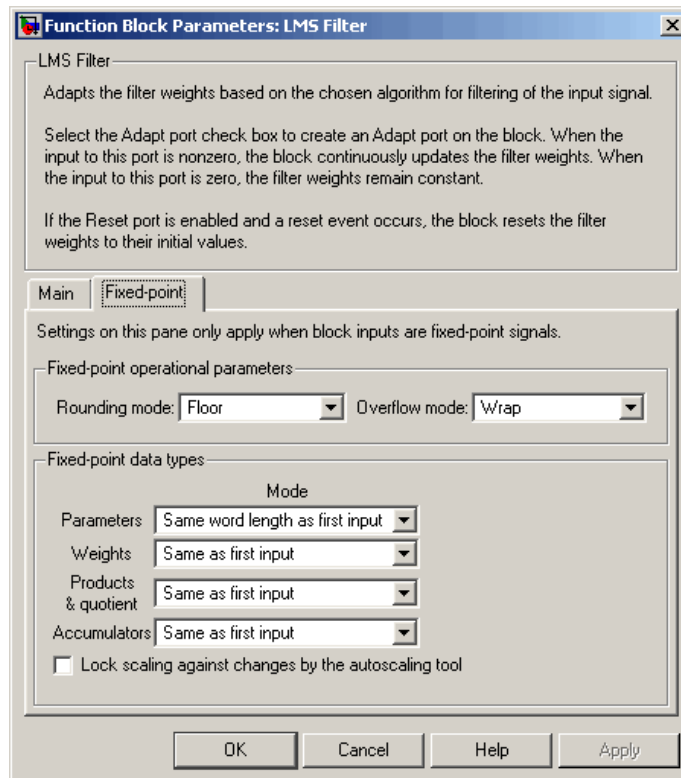 Function Block Parameters: LMS Filter
LMS Filter
Adapts the filter weights based on the chosen algorithm for filtering of the input signal.
Select the Adapt port check box to create an Adapt port on the block. When the
input to this port is nonzero, the block continuously updates the filter weights. When
the input to this port is zero, the filter weights remain constant.
If the Reset port is enabled and a reset event occurs, the block resets the filter
weights to their initial values.
Main Fixed-point
Settings on this pane only apply when block inputs are fixed-point signals.
Fixed-point operational parameters
Rounding mode: Floor Overflow mode: Wrap
Fixed-point data types
Mode
Parameters Same word length as first input
Weights Same as first input
Products
& quotient Same as first input
Accumulators Same as first input
Lock scaling against changes by the autoscaling tool
OK Cancel Help Apply